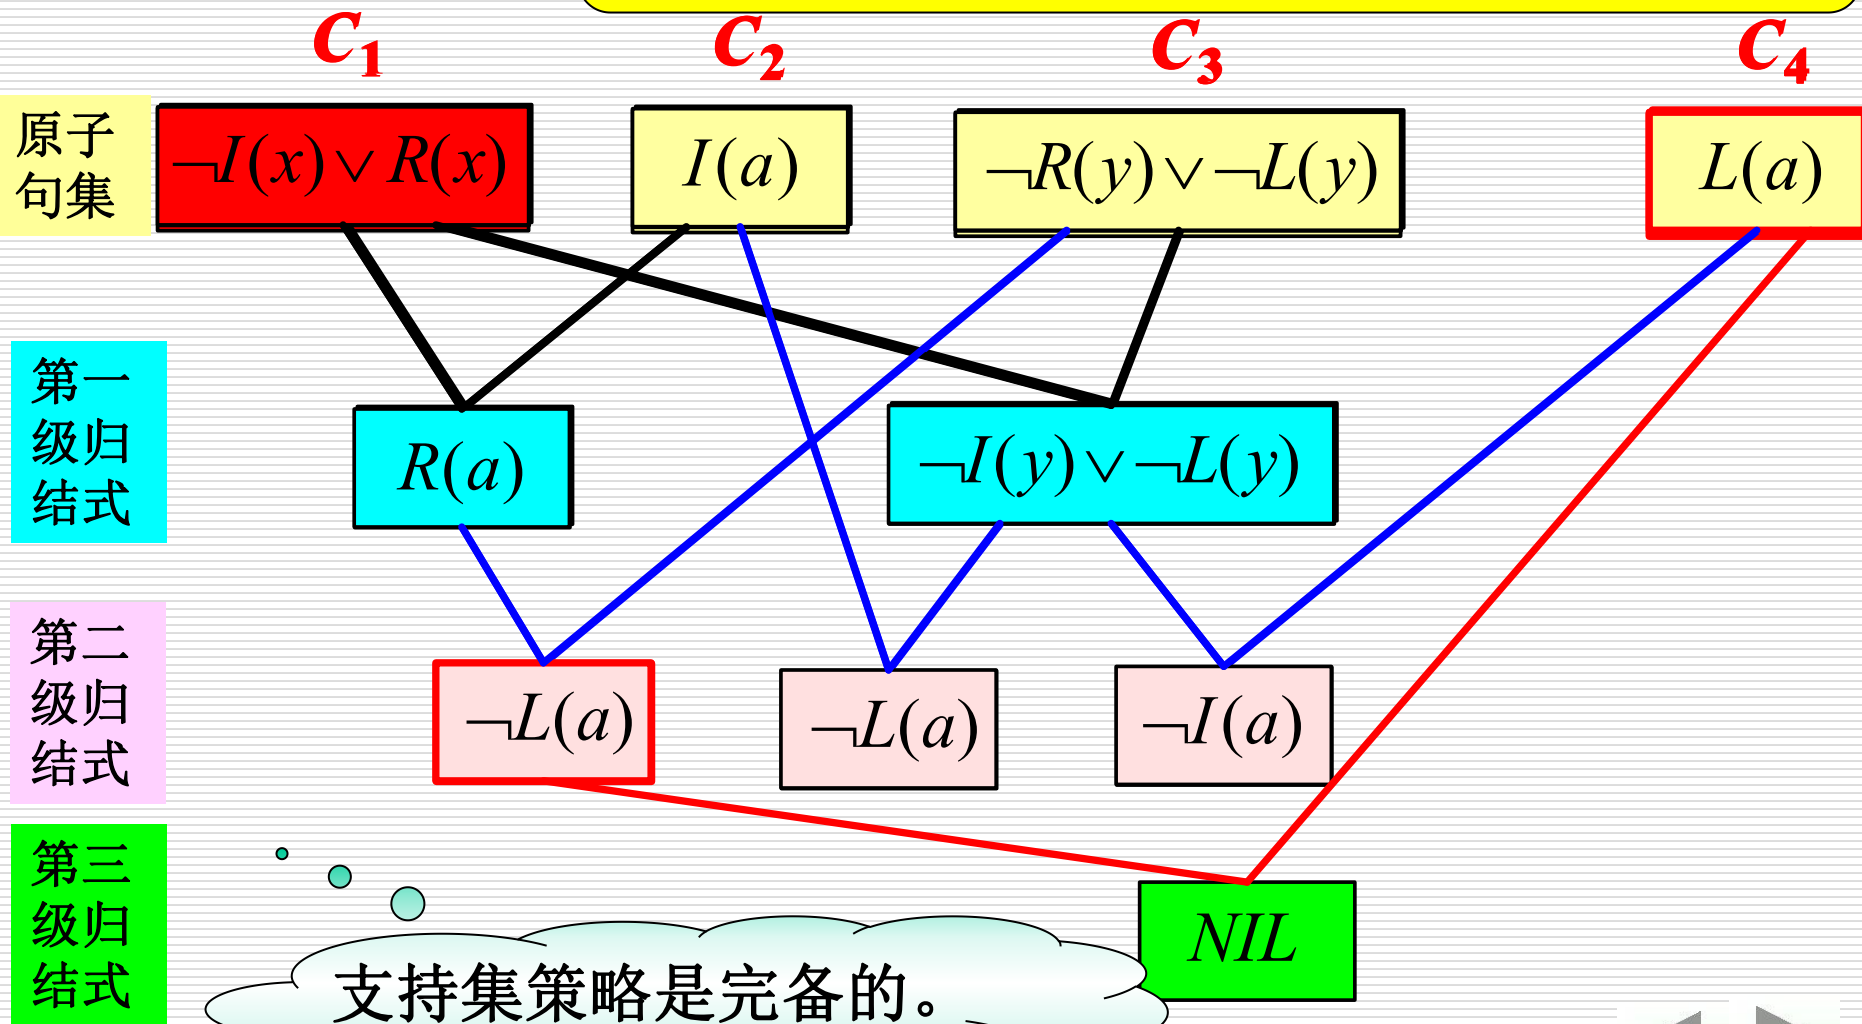 C₁ C₂ C₃ C₄
原子
句集
¬I(x)∨R(x)
I(a)
¬R(y)∨¬L(y)
L(a)
第一
级归
结式
R(a)
¬I(y)∨¬L(y)
第二
级归
结式
¬L(a)
¬L(a)
¬I(a)
第三
级归
结式
NIL
支持集策略是完备的。